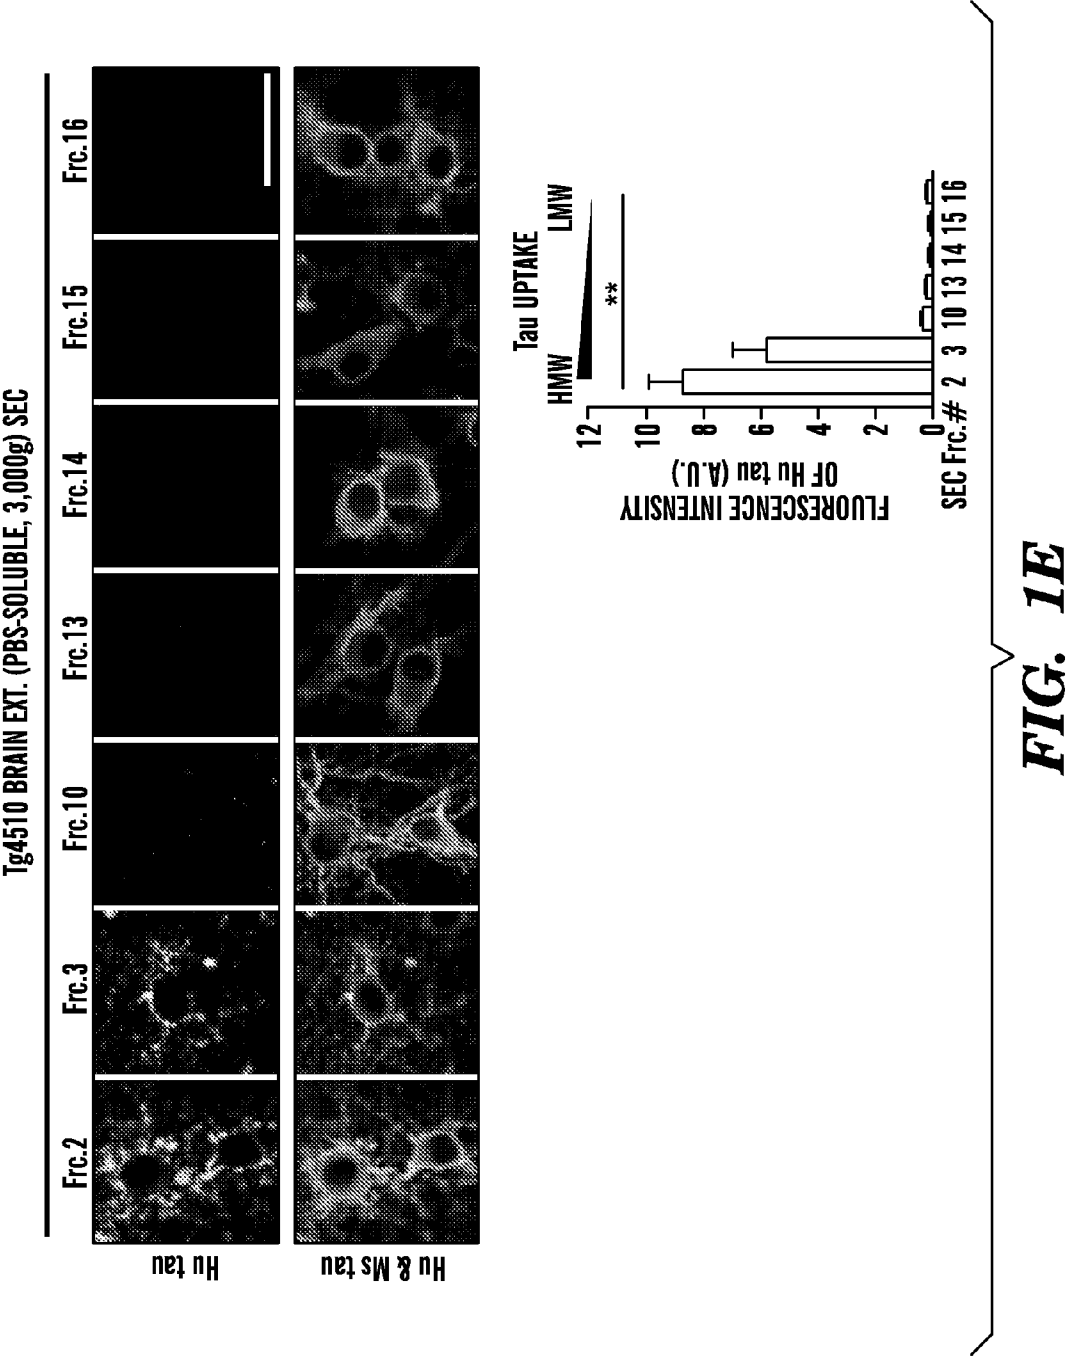 Tg4510 BRAIN EXT. (PBS-SOLUBLE, 3,000g) SEC
Frc.2 Frc.3 Frc.10 Frc.13 Frc.14 Frc.15 Frc.16
Hu tau
Hu & Ms tau
Tau UPTAKE
HMW LMW
**
FLUORESCENCE INTENSITY
OF Hu tau (A.U.)
12
10
8
6
4
2
0
SEC Frc.# 2 3 10 13 14 15 16
FIG. 1E